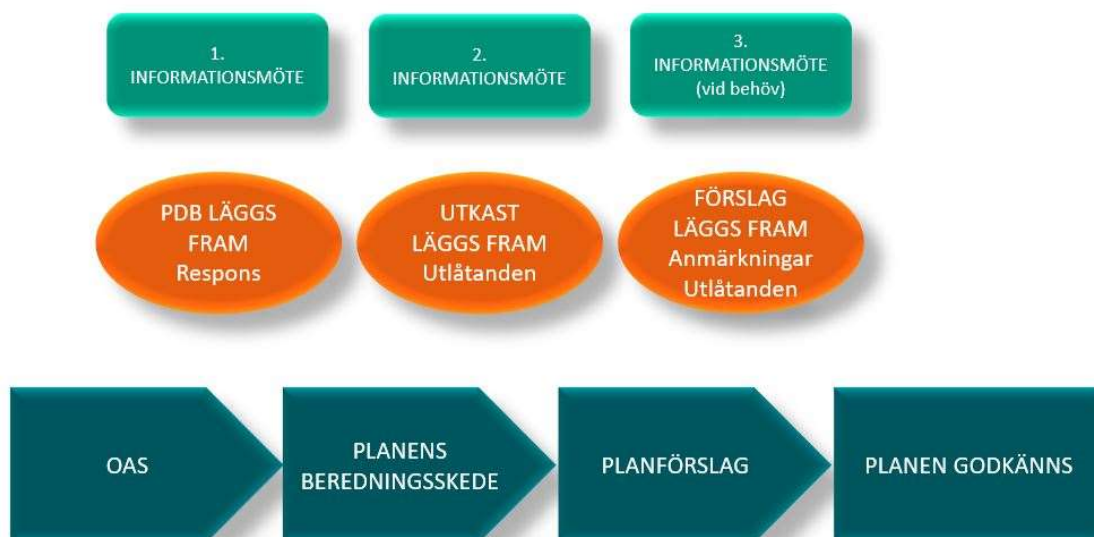 1.
INFORMATIONSMÖTE
2.
INFORMATIONSMÖTE
3.
INFORMATIONSMÖTE
(vid behöv)
PDB LÄGGS
FRAM
Respons
UTKAST
LÄGGS FRAM
Utlåtanden
FÖRSLAG
LÄGGS FRAM
Anmärkningar
Utlåtanden
OAS
PLANENS
BEREDNINGSSKEDE
PLANFÖRSLAG
PLANEN GODKÄNNS